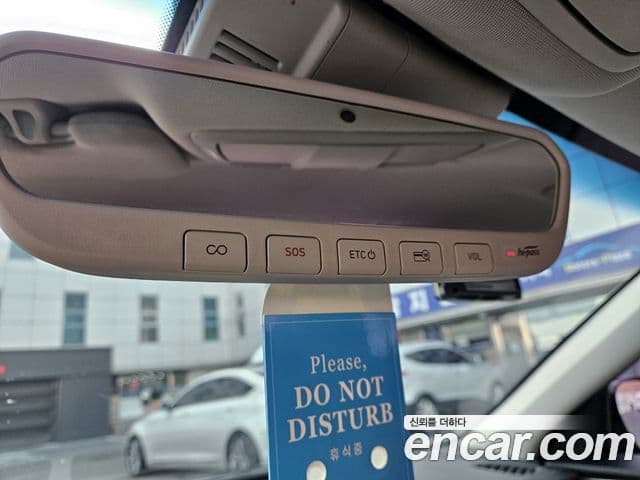 ∞
SOS
ETC
VOL
Please,
DO NOT
DISTURB
휴식중
신뢰를 더하다
encar.com